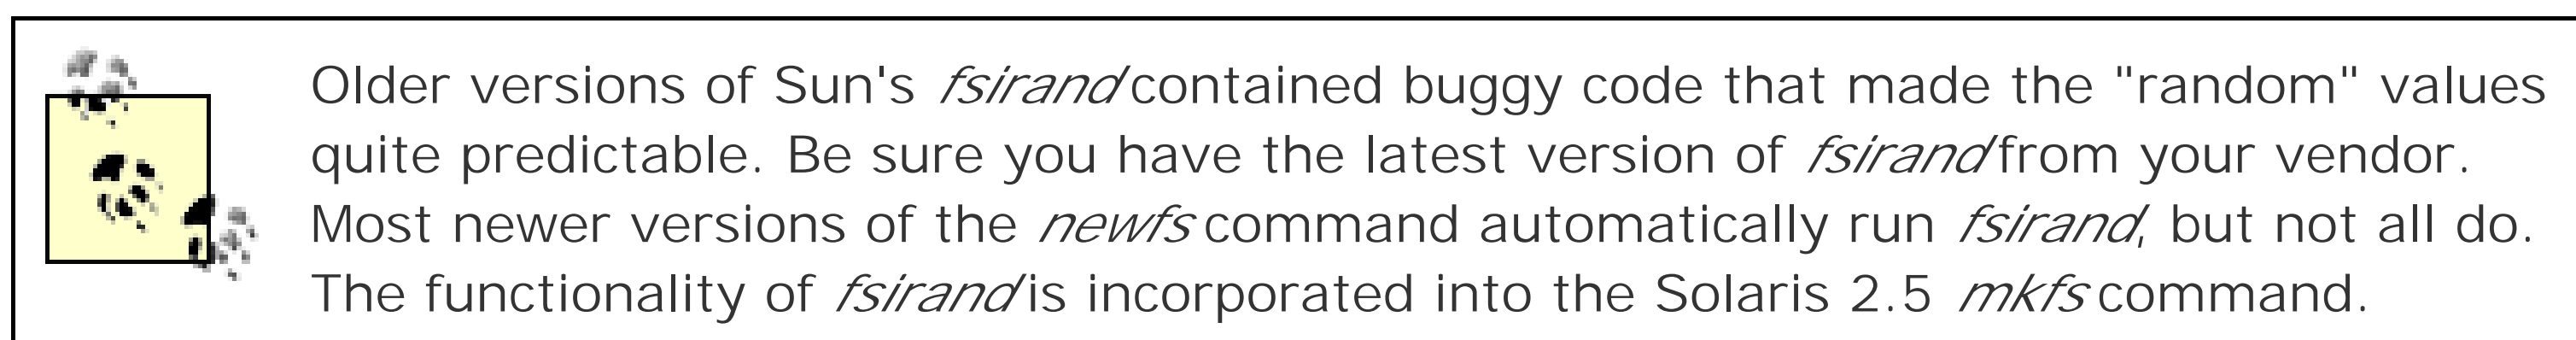 Older versions of Sun's fsirand contained buggy code that made the "random" values
quite predictable. Be sure you have the latest version of fsirand from your vendor.
Most newer versions of the newfs command automatically run fsirand, but not all do.
The functionality of fsirand is incorporated into the Solaris 2.5 mkfs command.